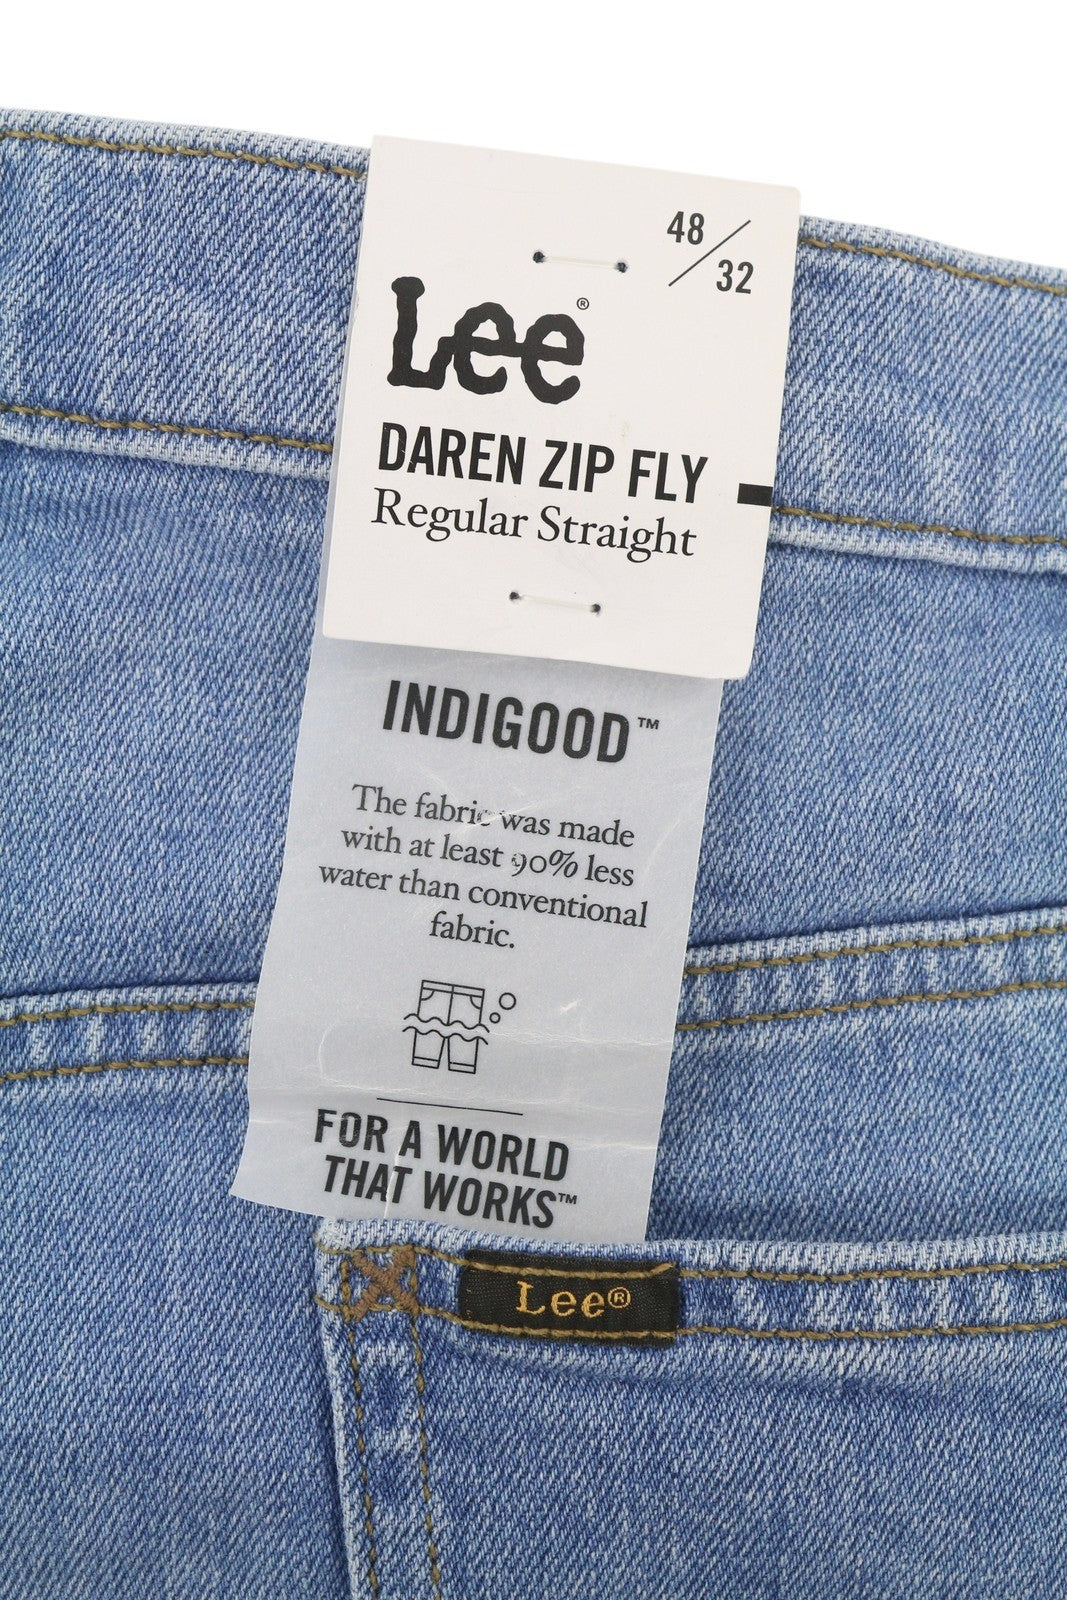 48/32
Lee®
DAREN ZIP FLY
Regular Straight
INDIGOOD™
The fabric was made
with at least 90% less
water than conventional
fabric.
FOR A WORLD
THAT WORKS™
Lee®